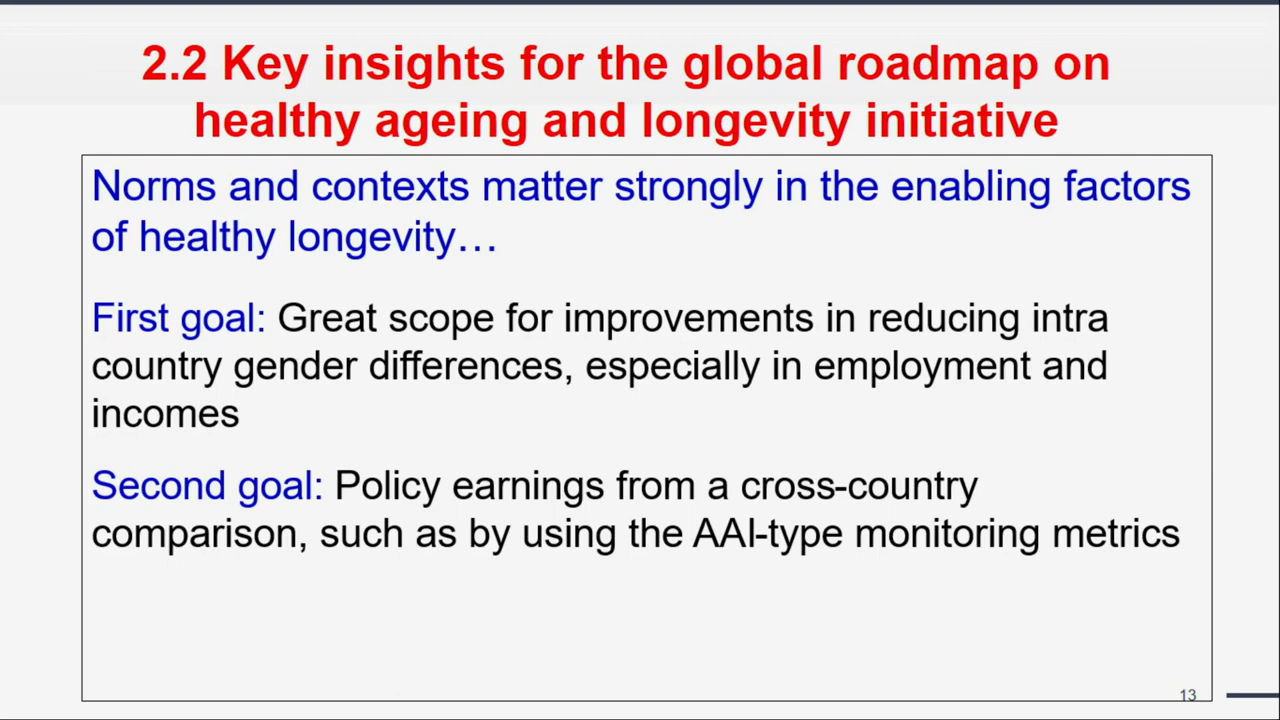 2.2 Key insights for the global roadmap on
healthy ageing and longevity initiative
Norms and contexts matter strongly in the enabling factors
of healthy longevity…
First goal: Great scope for improvements in reducing intra
country gender differences, especially in employment and
incomes
Second goal: Policy earnings from a cross-country
comparison, such as by using the AAI-type monitoring metrics
13